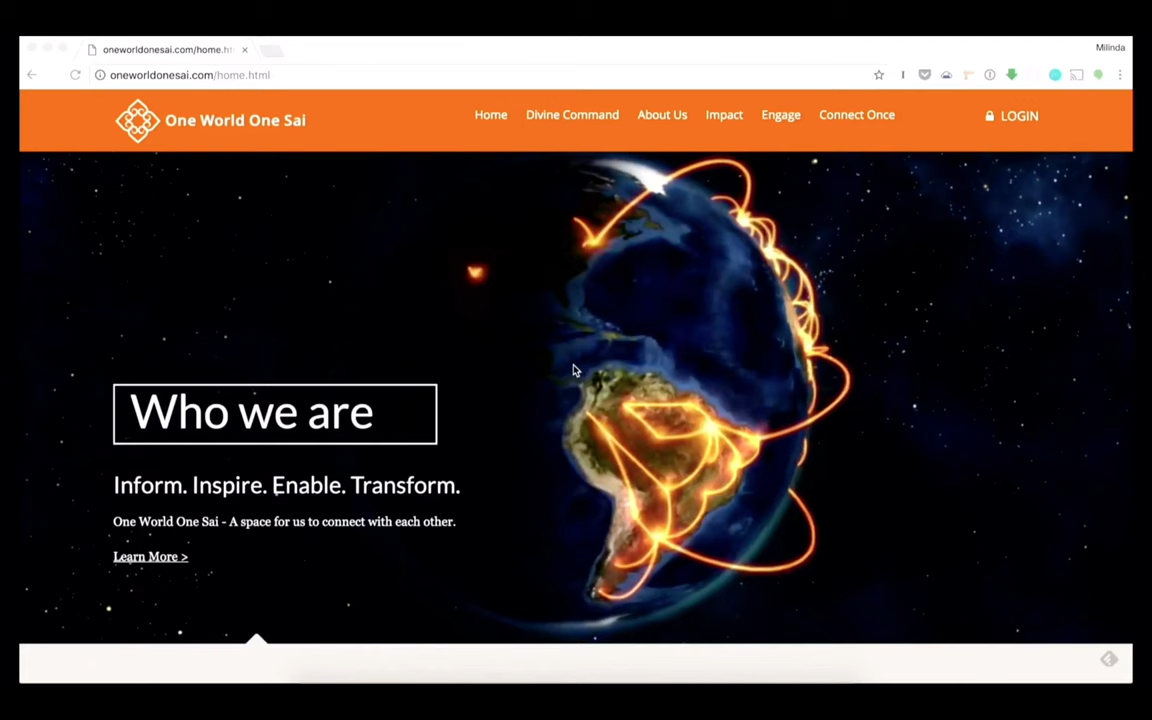 oneworldonesai.com/home.ht
Milinda
oneworldonesai.com/home.html
One World One Sai
Home
Divine Command
About Us
Impact
Engage
Connect Once
LOGIN
Who we are
Inform. Inspire. Enable. Transform.
One World One Sai - A space for us to connect with each other.
Learn More >